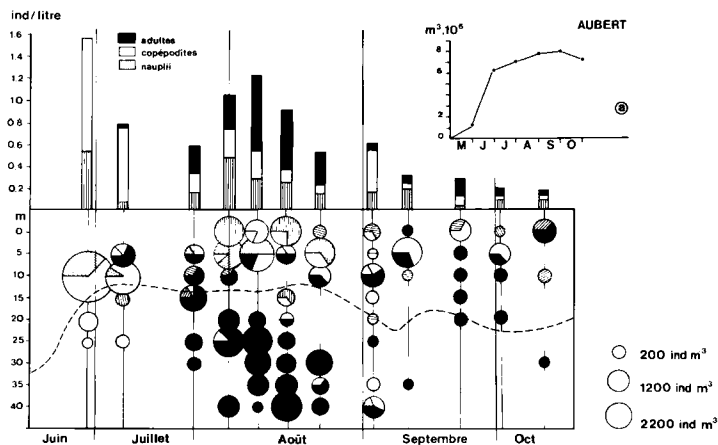 ind/litre
1.6
1.4
1.2
1.0
0.8
0.6
0.4
0.2
adultes
copépodites
nauplii
m³.10⁶
AUBERT
8
6
4
2
0
M J J A S O
a
m
0
5
10
15
20
25
30
35
40
200 ind m³
1200 ind m³
2200 ind m³
Juin Juillet Août Septembre Oct